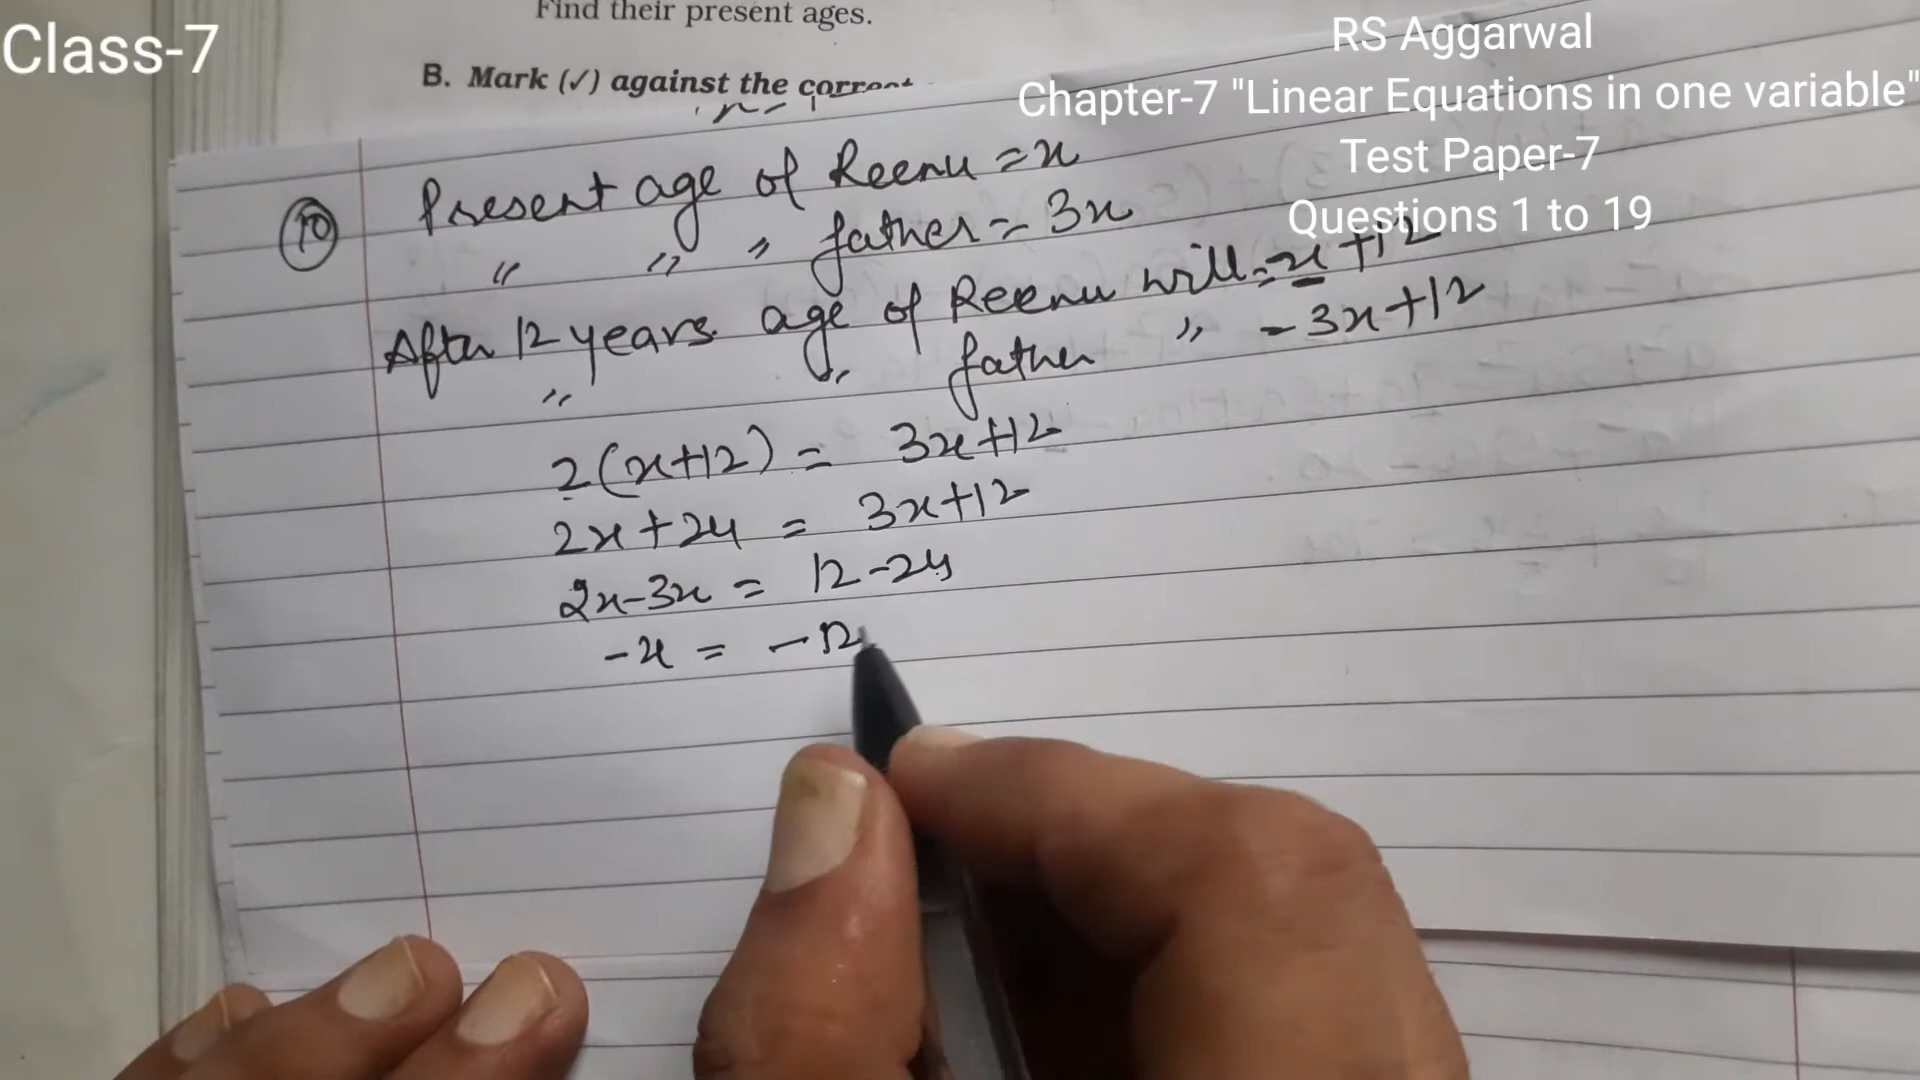 Class-7
RS Aggarwal
Chapter-7 "Linear Equations in one variable"
Test Paper-7
Questions 1 to 19
Find their present ages.
B. Mark (✓) against the correct
10 Present age of Reenu = x
" " " father = 3x
After 12 years age of Reenu will = x+12
" " father " - 3x+12
2(x+12) = 3x+12
2x+24 = 3x+12
2x-3x = 12-24
-x = -12